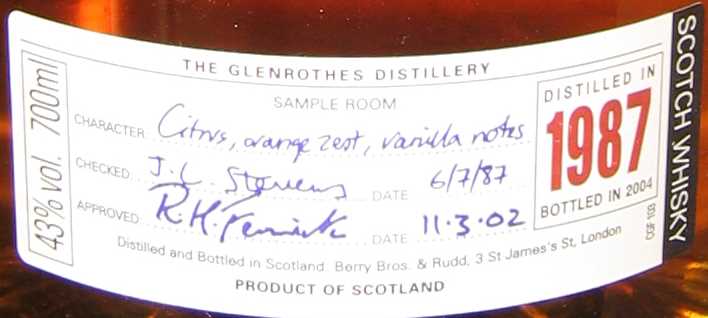 THE GLENROTHES DISTILLERY
SAMPLE ROOM
CHARACTER Citrus, orange zest, vanilla notes
CHECKED J.L. Stevens DATE 6/7/87
APPROVED R.H. Fenwick DATE 11.3.02
Distilled and Bottled in Scotland. Berry Bros. & Rudd, 3 St James's St, London
PRODUCT OF SCOTLAND
43% vol. 700ml
DISTILLED IN
1987
BOTTLED IN 2004
SCOTCH WHISKY